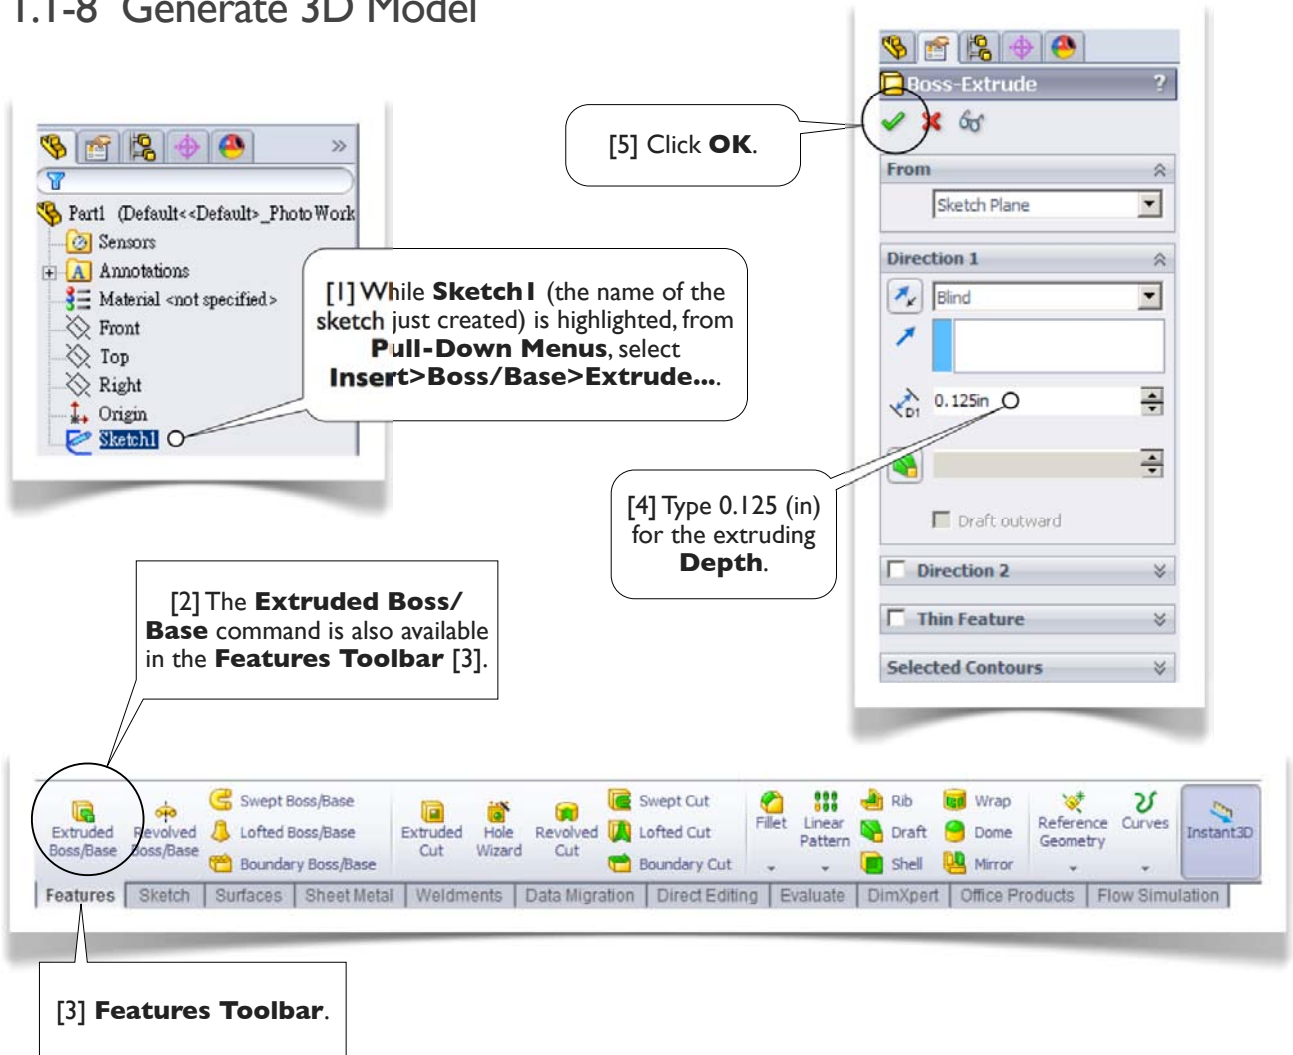 1.1-8 Generate 3D Model
Part1 (Default<<Default>_PhotoWork
Sensors
Annotations
Material <not specified>
Front
Top
Right
Origin
Sketch1
[1] While Sketch1 (the name of the
sketch just created) is highlighted, from
Pull-Down Menus, select
Insert>Boss/Base>Extrude....
[5] Click OK.
Boss-Extrude ?
From
Sketch Plane
Direction 1
Blind
D1
0.125in
Draft outward
Direction 2
Thin Feature
Selected Contours
[4] Type 0.125 (in)
for the extruding
Depth.
[2] The Extruded Boss/
Base command is also available
in the Features Toolbar [3].
Extruded
Boss/Base
Revolved
Boss/Base
Swept Boss/Base
Lofted Boss/Base
Boundary Boss/Base
Extruded
Cut
Hole
Wizard
Revolved
Cut
Swept Cut
Lofted Cut
Boundary Cut
Fillet
Linear
Pattern
Rib
Draft
Shell
Wrap
Dome
Mirror
Reference
Geometry
Curves
Instant3D
Features Sketch Surfaces Sheet Metal Weldments Data Migration Direct Editing Evaluate DimXpert Office Products Flow Simulation
[3] Features Toolbar.